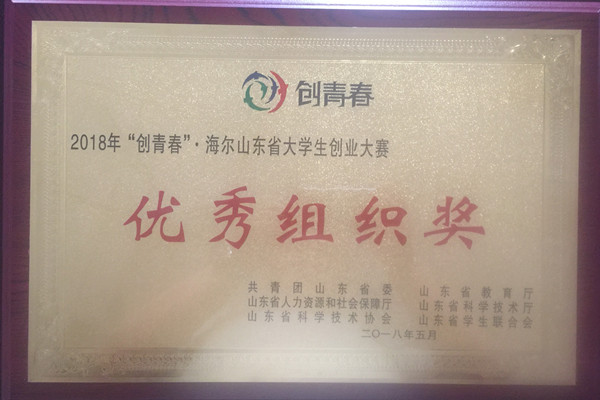 创青春
2018年“创青春”·海尔山东省大学生创业大赛
优秀组织奖
共青团山东省委 山东省教育厅
山东省人力资源和社会保障厅 山东省科学技术厅
山东省科学技术协会 山东省学生联合会
二〇一八年五月